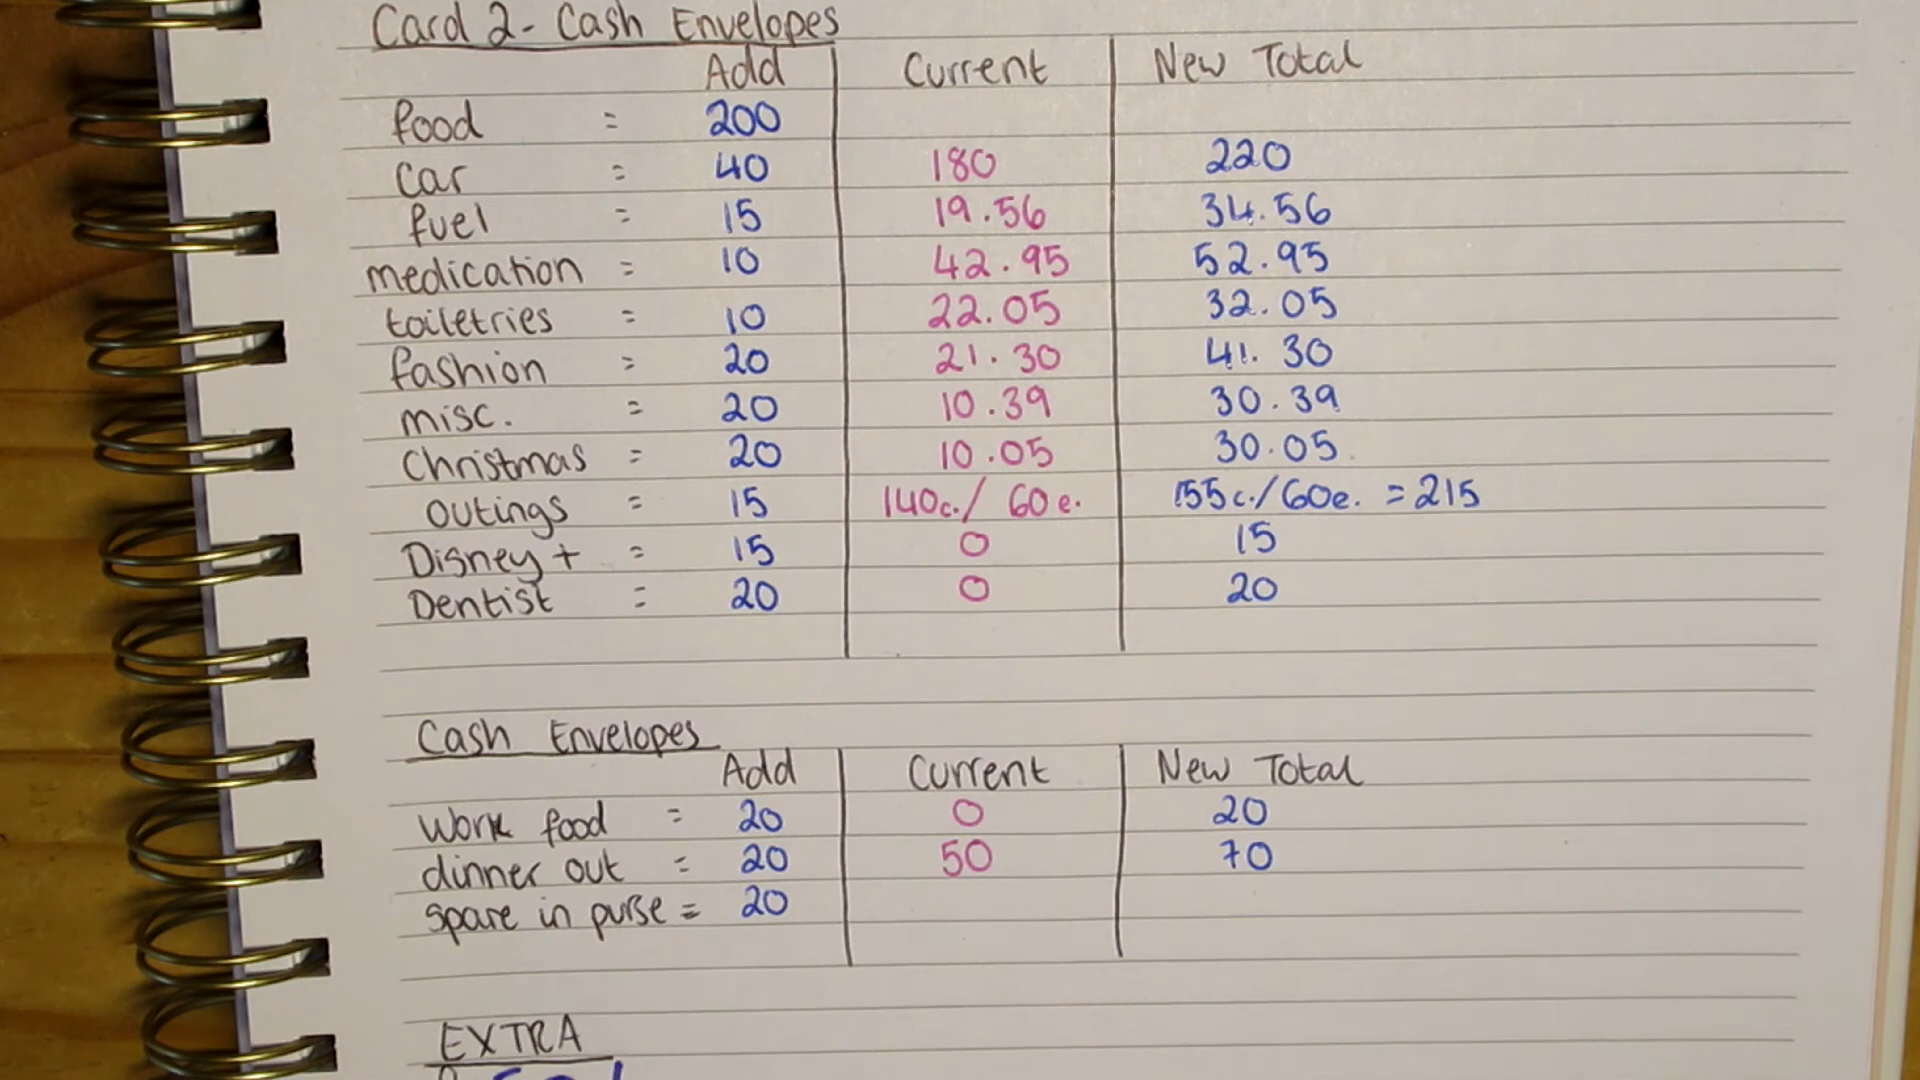 Card 2 - Cash Envelopes
Add Current New Total
food = 200
car = 40 180 220
fuel = 15 19.56 34.56
medication = 10 42.95 52.95
toiletries = 10 22.05 32.05
fashion = 20 21.30 41.30
misc. = 20 10.39 30.39
Christmas = 20 10.05 30.05
outings = 15 140c./ 60e. 155c./60e. = 215
Disney + = 15 0 15
Dentist = 20 0 20
Cash Envelopes
Add Current New Total
Work food = 20 0 20
dinner out = 20 50 70
spare in purse = 20
EXTRA